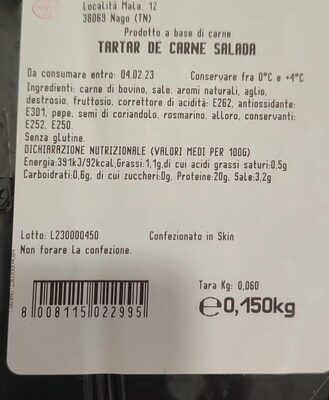 Località Mala, 12
38069 Nago (TN)
Prodotto a base di carne
TARTAR DE CARNE SALADA
Da consumare entro: 04.02.23 Conservare fra 0°C e +4°C
Ingredienti: carne di bovino, sale, aromi naturali, aglio,
destrosio, fruttosio, correttore di acidità: E262, antiossidante:
E301, pepe, semi di coriandolo, rosmarino, alloro, conservanti:
E252, E250.
Senza glutine.
DICHIARAZIONE NUTRIZIONALE (VALORI MEDI PER 100G)
Energia:391kJ/92kcal,Grassi:1,1g,di cui acidi grassi saturi:0,5g
Carboidrati:0,6g, di cui zuccheri:0g, Proteine:20g, Sale:3,2g
Lotto: L230000450 Confezionato in Skin
Non forare la confezione.
Tara Kg: 0,060
℮0,150kg
8 008115 022995